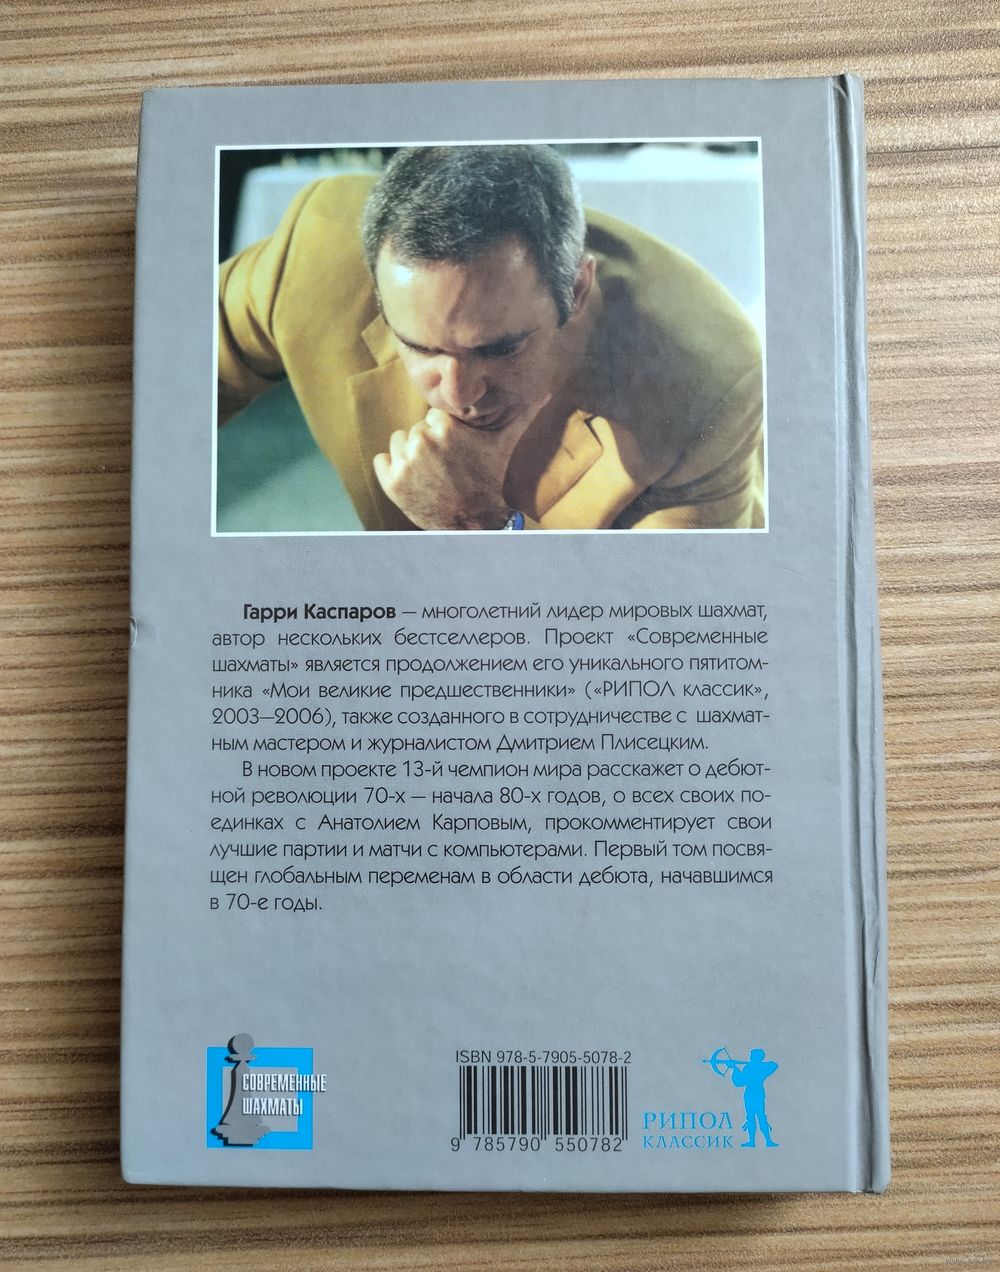 Гарри Каспаров — многолетний лидер мировых шахмат,
автор нескольких бестселлеров. Проект «Современные
шахматы» является продолжением его уникального пятитом-
ника «Мои великие предшественники» («РИПОЛ классик»,
2003—2006), также созданного в сотрудничестве с шахмат-
ным мастером и журналистом Дмитрием Плисецким.
В новом проекте 13-й чемпион мира расскажет о дебют-
ной революции 70-х — начала 80-х годов, о всех своих по-
единках с Анатолием Карповым, прокомментирует свои
лучшие партии и матчи с компьютерами. Первый том посвя-
щен глобальным переменам в области дебюта, начавшимся
в 70-е годы.
СОВРЕМЕННЫЕ
ШАХМАТЫ
ISBN 978-5-7905-5078-2
9 785790 550782
РИПОЛ
КЛАССИК